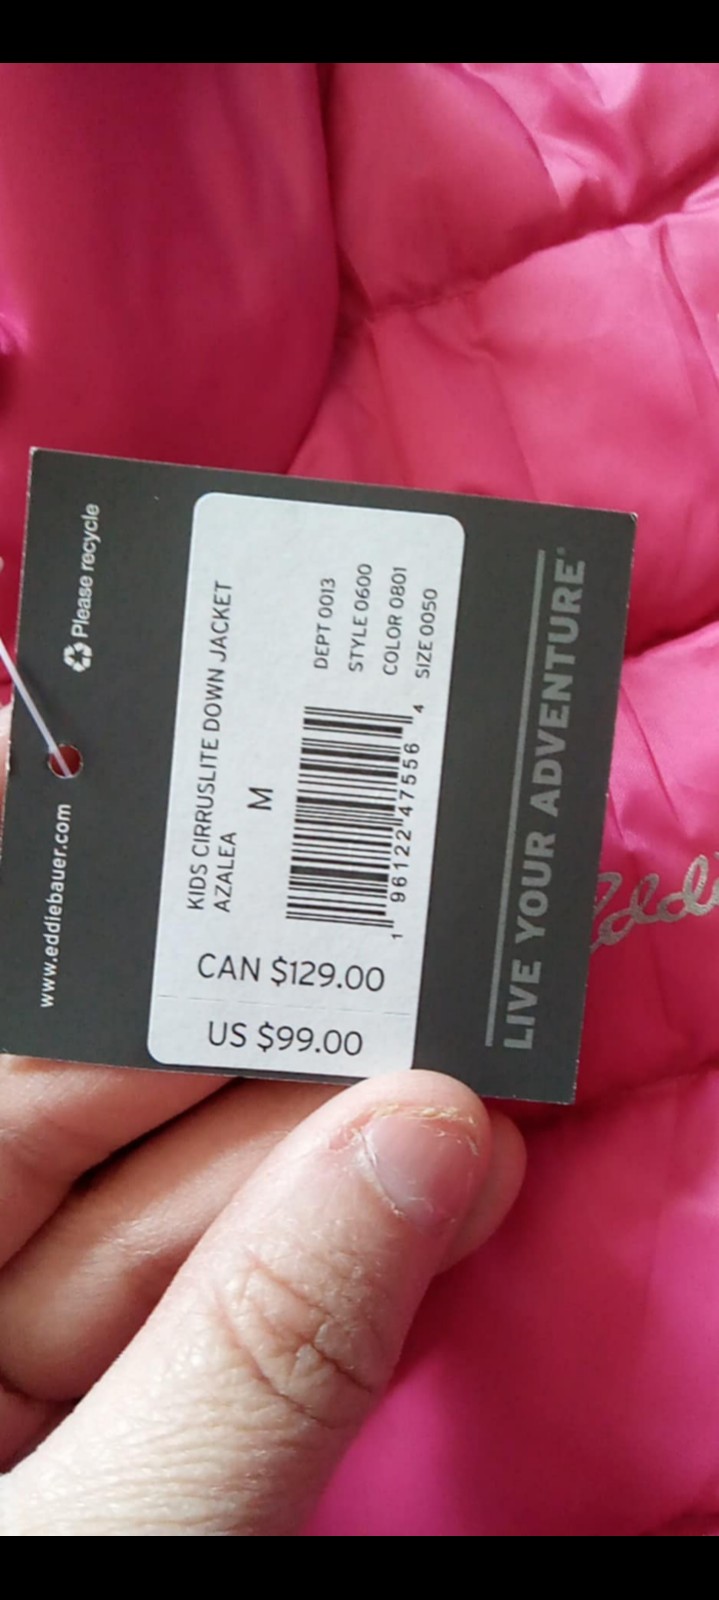 Please recycle
www.eddiebauer.com
KIDS CIRRUSLITE DOWN JACKET
AZALEA
M
DEPT 0013
STYLE 0600
COLOR 0801
SIZE 0050
1 96122 47556 4
CAN $129.00
US $99.00
LIVE YOUR ADVENTURE®